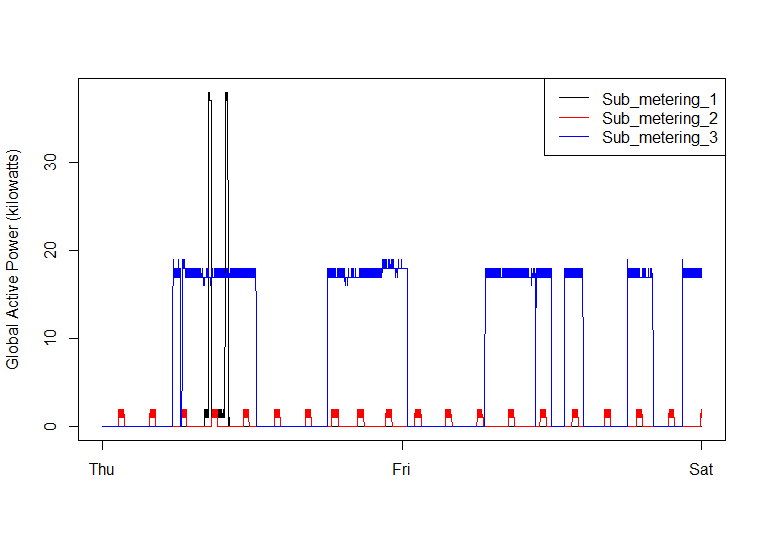 Sub_metering_1
Sub_metering_2
Sub_metering_3
Global Active Power (kilowatts)
30
20
10
0
Thu
Fri
Sat